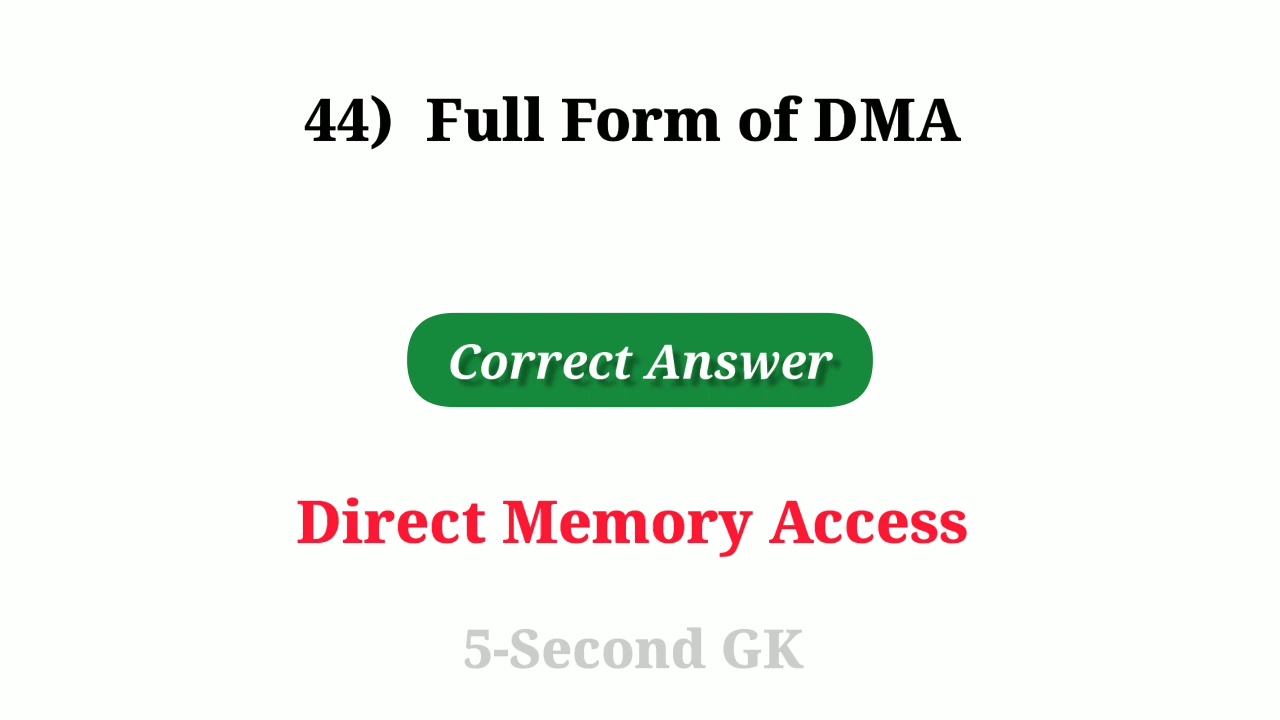 44) Full Form of DMA
Correct Answer
Direct Memory Access
5-Second GK